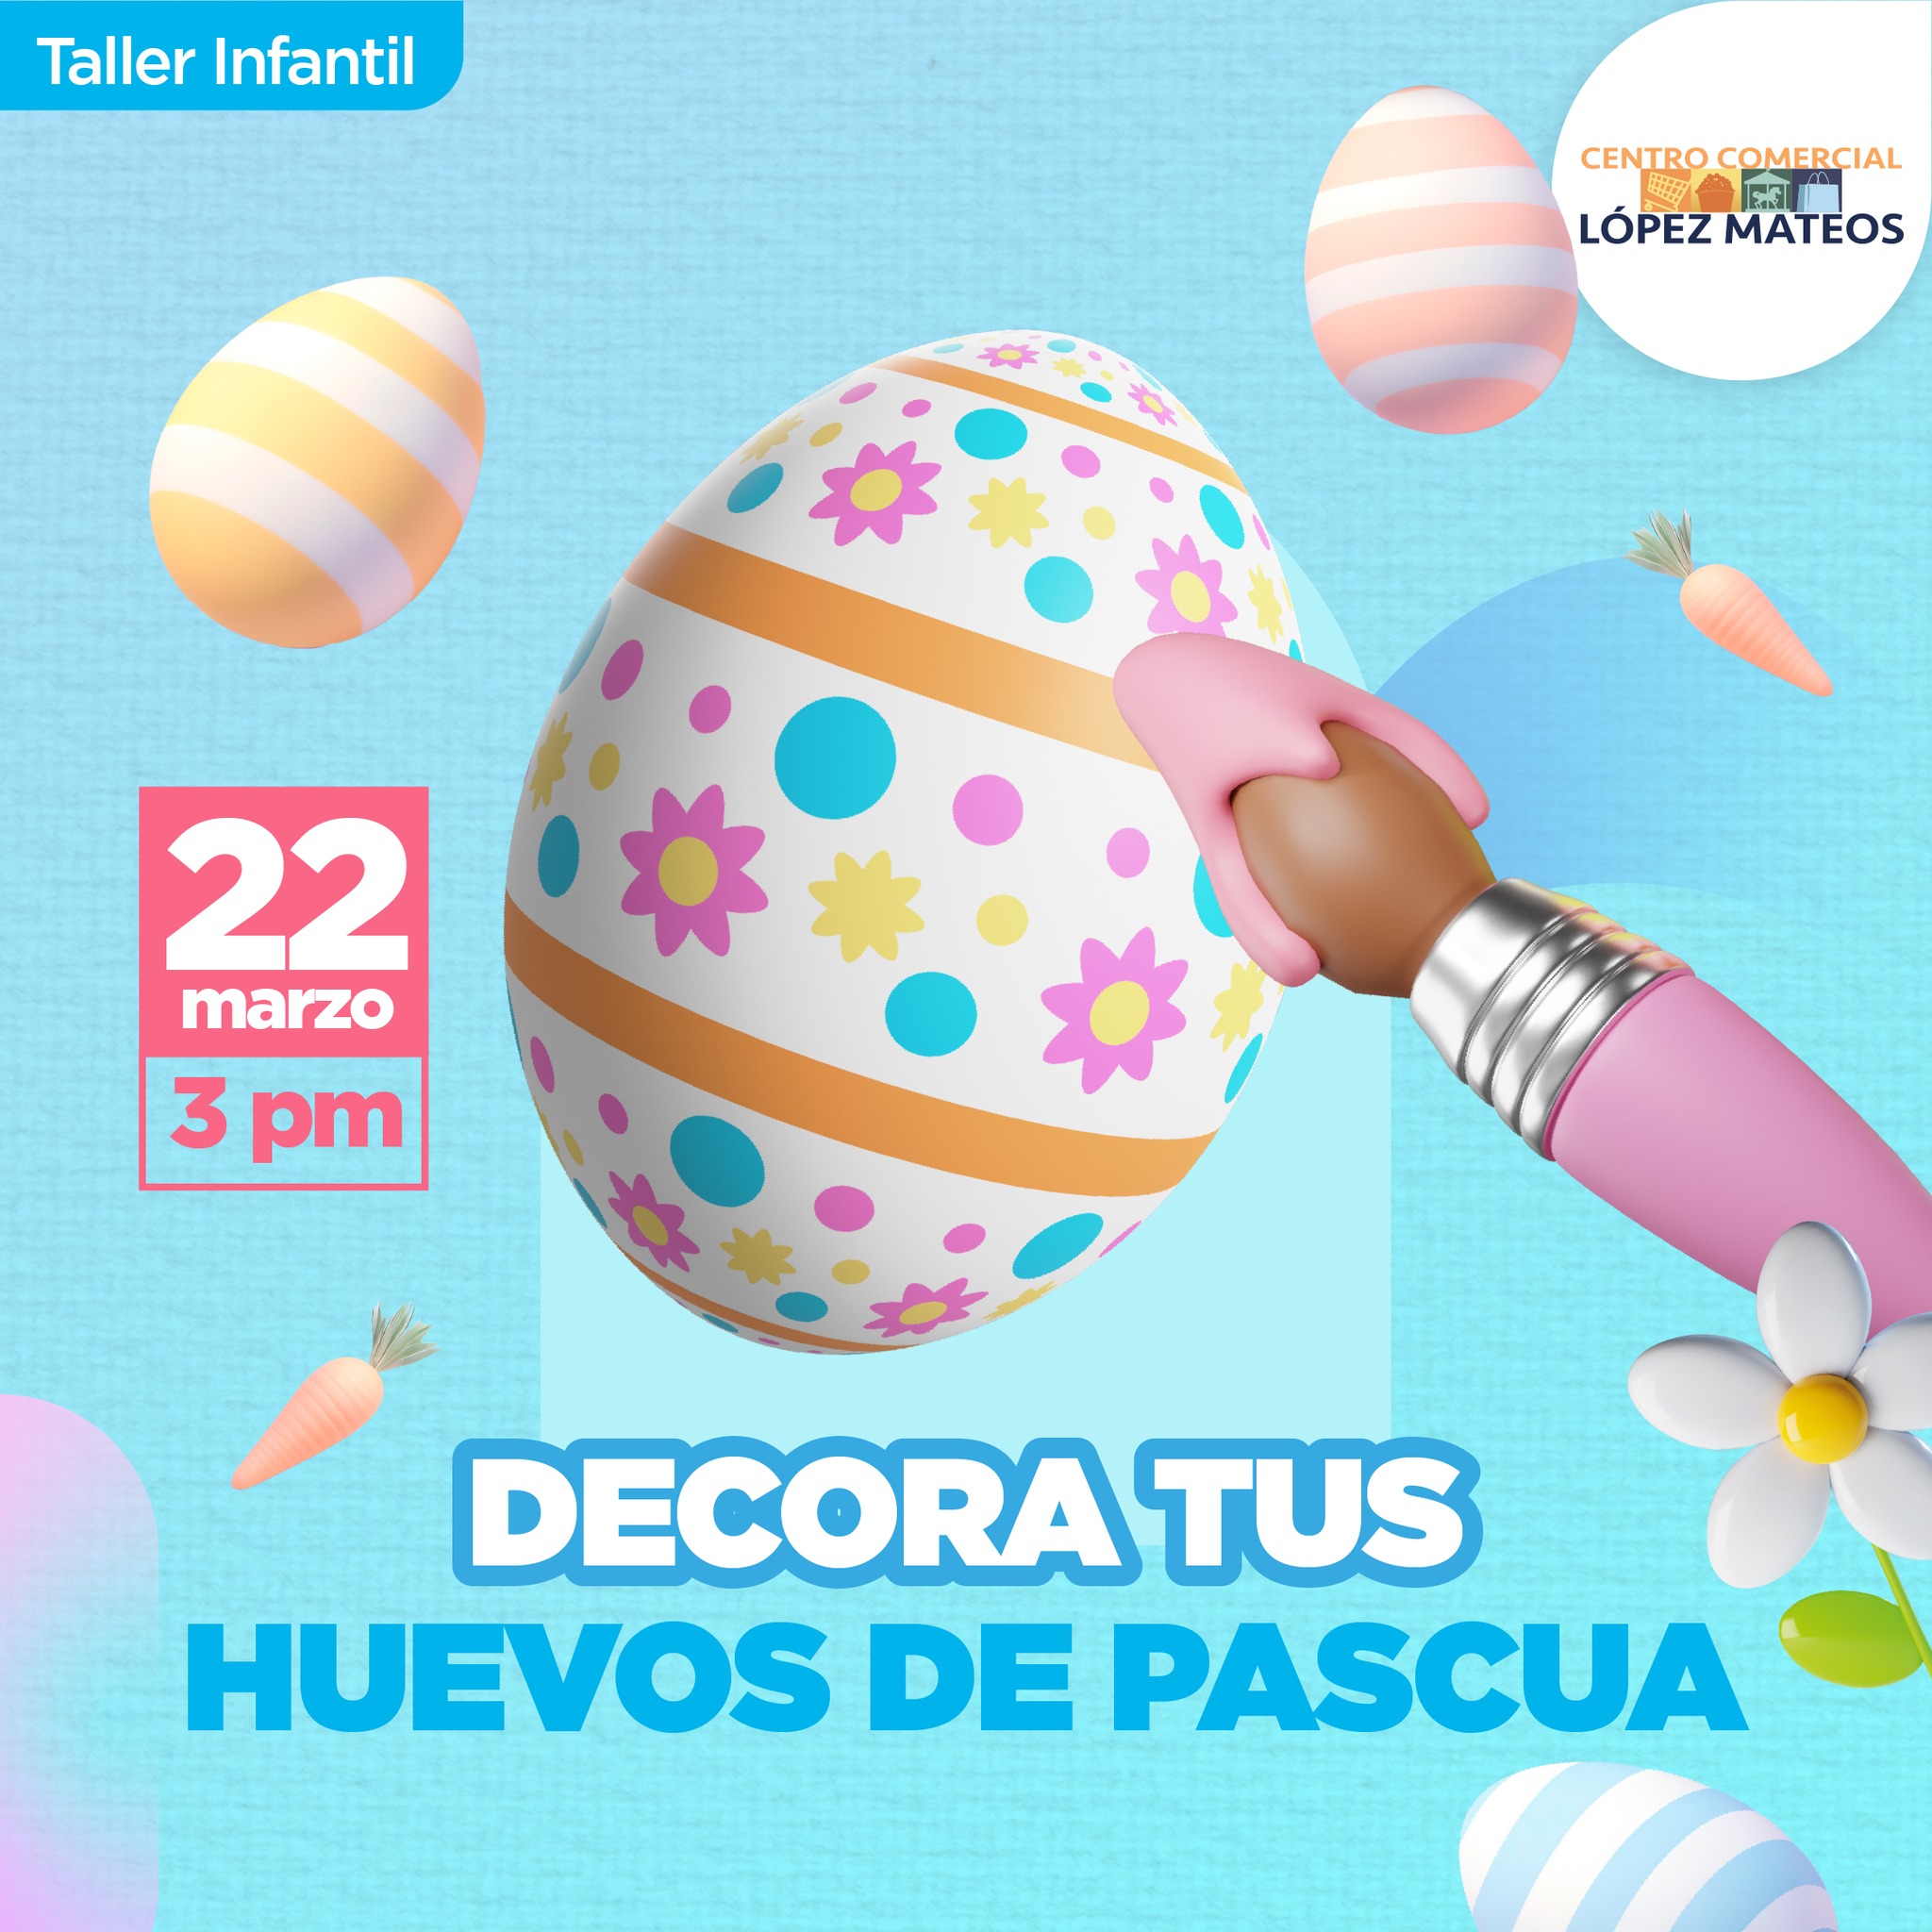 Taller Infantil
CENTRO COMERCIAL
LÓPEZ MATEOS
22
marzo
3 pm
DECORA TUS
HUEVOS DE PASCUA